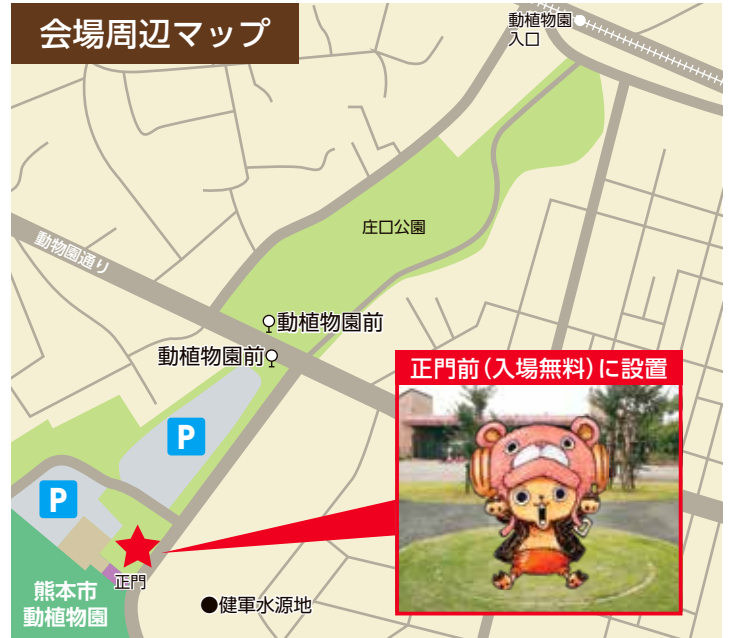 会場周辺マップ
動植物園
入口
庄口公園
動物園通り
動植物園前
動植物園前
正門前(入場無料)に設置
P
P
正門
熊本市
動植物園
●健軍水源地